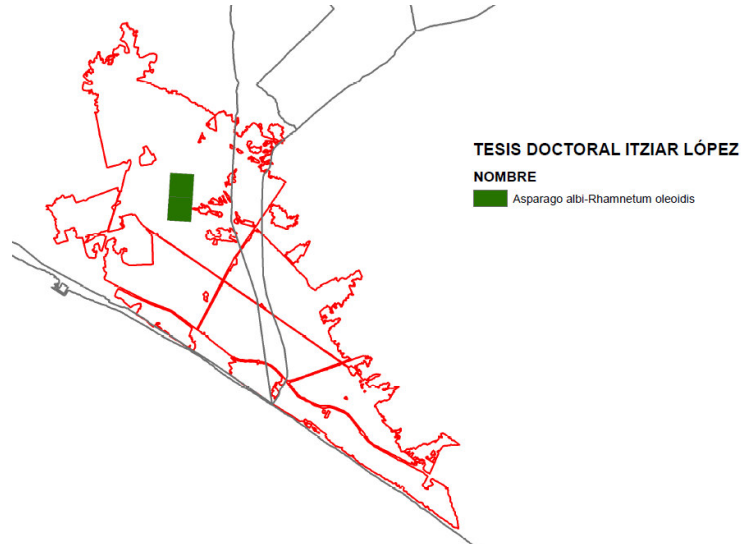 TESIS DOCTORAL ITZIAR LÓPEZ
NOMBRE
Asparago albi-Rhamnetum oleoidis